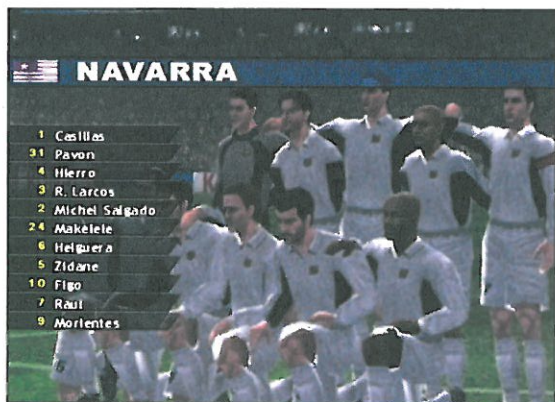 NAVARRA
1 Casillas
31 Pavon
4 Hierro
3 R. Larcos
2 Michel Salgado
24 Makelele
6 Helguera
5 Zidane
10 Figo
7 Raul
9 Morientes